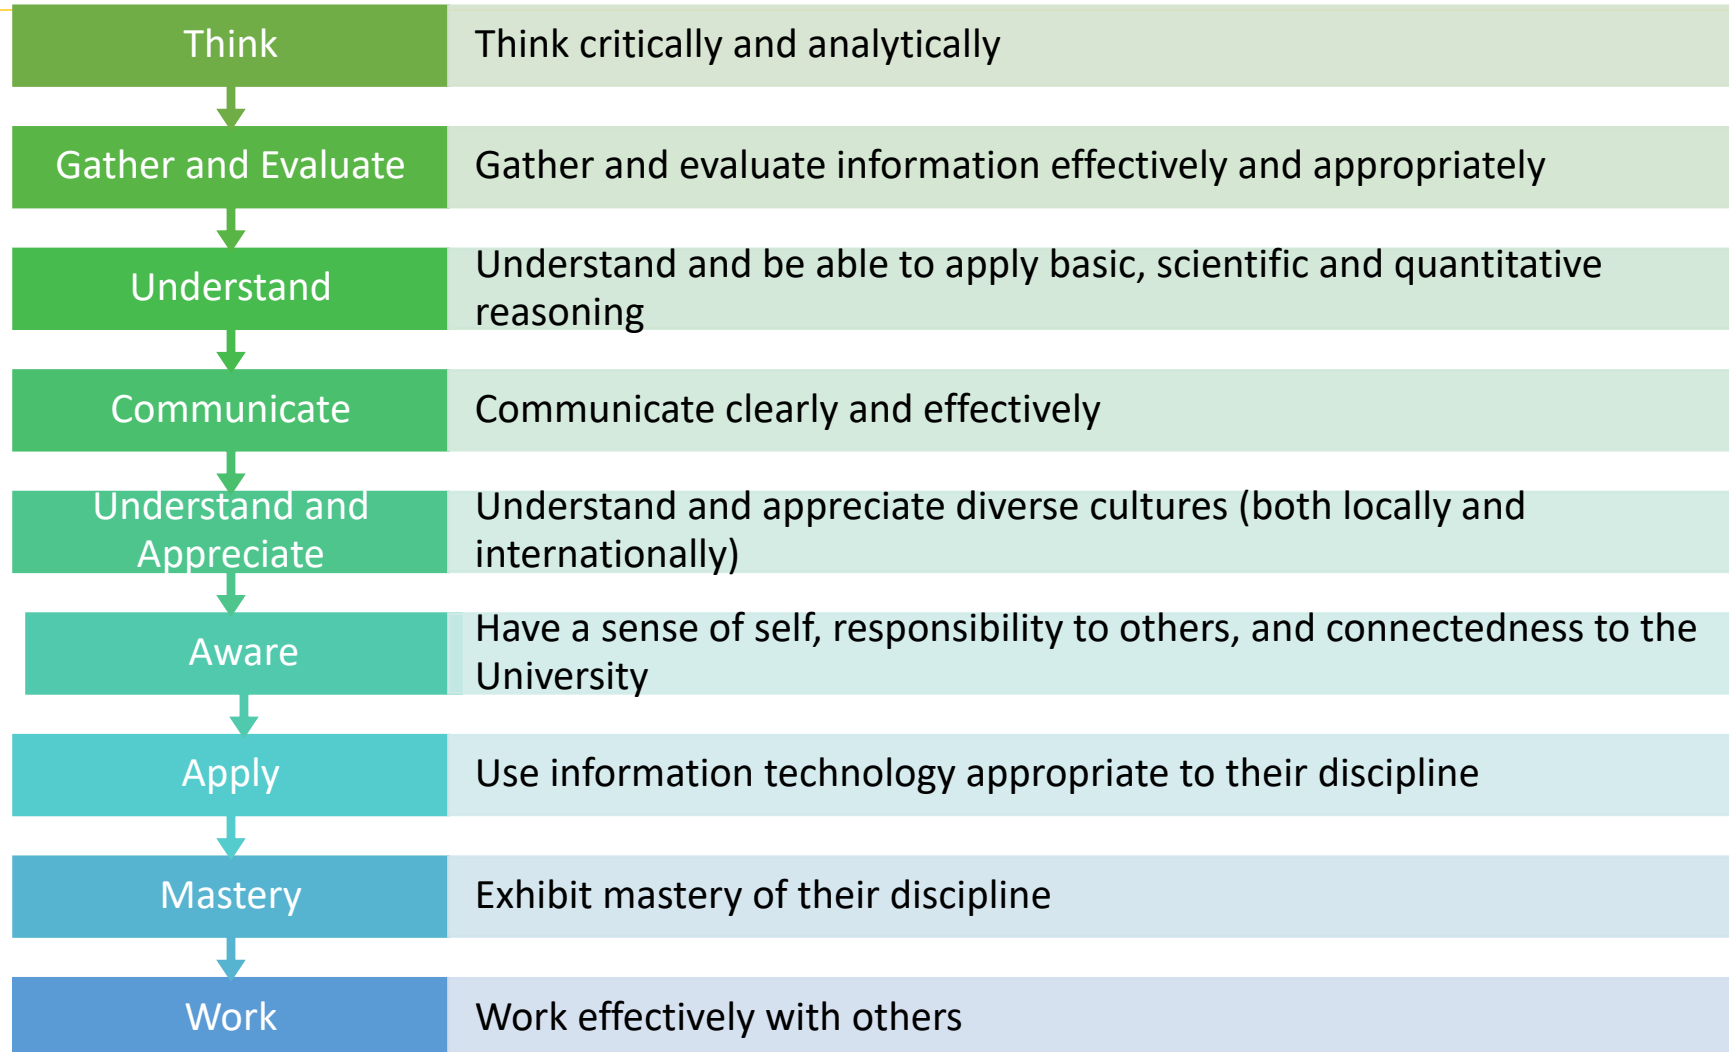 Think
Think critically and analytically
Gather and Evaluate
Gather and evaluate information effectively and appropriately
Understand
Understand and be able to apply basic, scientific and quantitative
reasoning
Communicate
Communicate clearly and effectively
Understand and
Appreciate
Understand and appreciate diverse cultures (both locally and
internationally)
Aware
Have a sense of self, responsibility to others, and connectedness to the
University
Apply
Use information technology appropriate to their discipline
Mastery
Exhibit mastery of their discipline
Work
Work effectively with others